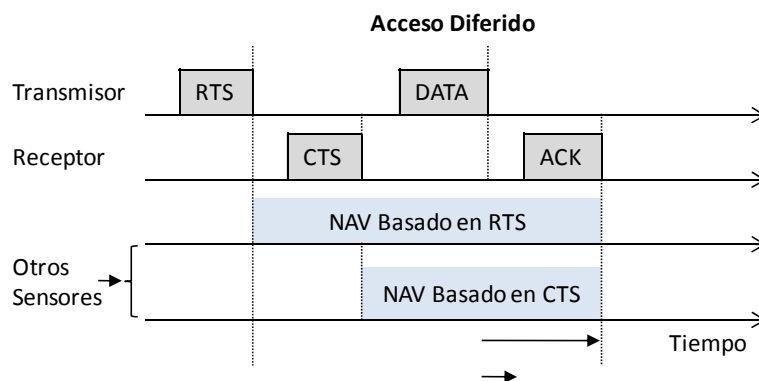 Acceso Diferido
Transmisor
RTS
DATA
Receptor
CTS
ACK
NAV Basado en RTS
Otros
Sensores
NAV Basado en CTS
Tiempo